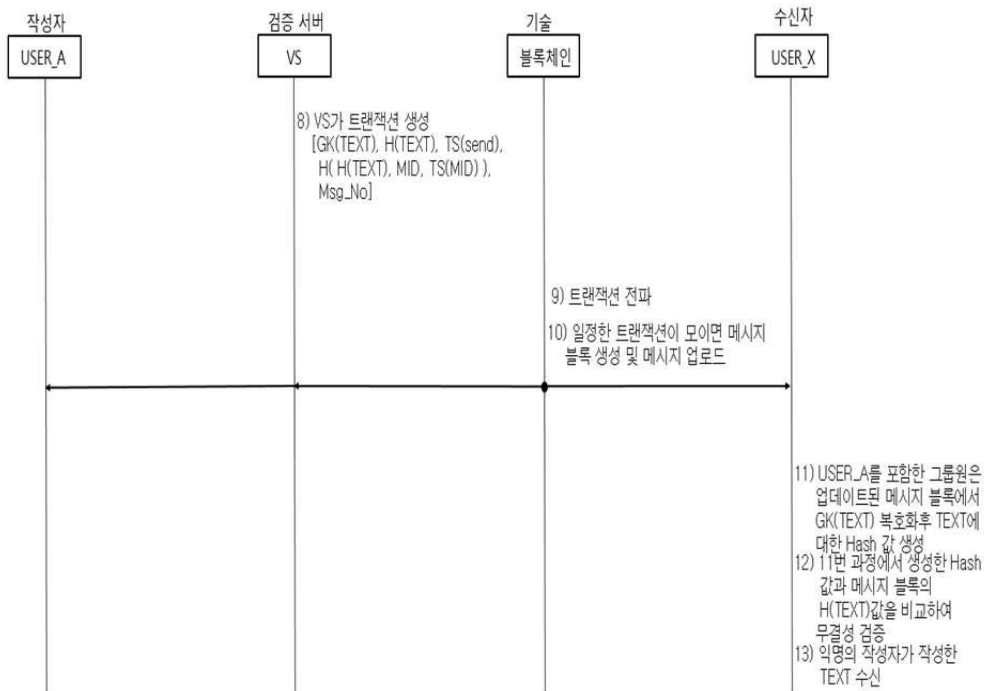 작성자
검증 서버
기술
수신자
USER_A
VS
블록체인
USER_X
8) VS가 트랜잭션 생성
[GK(TEXT), H(TEXT), TS(send),
H( H(TEXT), MID, TS(MID) ),
Msg_No]
9) 트랜잭션 전파
10) 일정한 트랜잭션이 모이면 메시지
블록 생성 및 메시지 업로드
11) USER_A를 포함한 그룹원은
업데이트된 메시지 블록에서
GK(TEXT) 복호화후 TEXT에
대한 Hash 값 생성
12) 11번 과정에서 생성한 Hash
값과 메시지 블록의
H(TEXT)값을 비교하여
무결성 검증
13) 익명의 작성자가 작성한
TEXT 수신